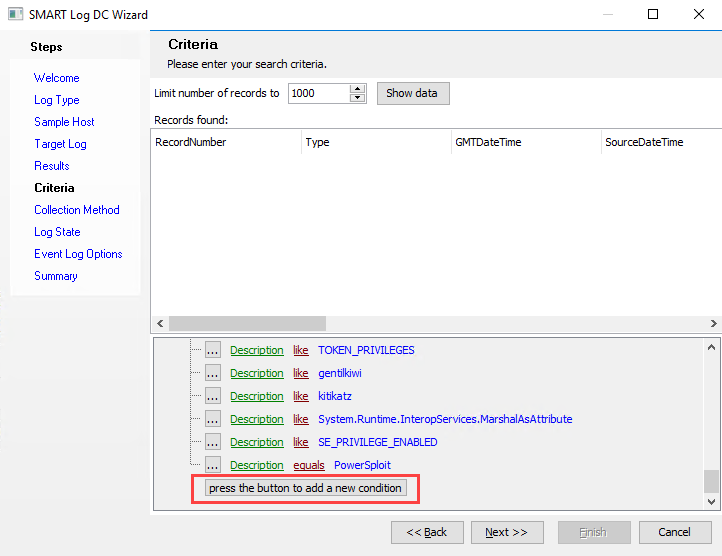 SMART Log DC Wizard
Steps
Welcome
Log Type
Sample Host
Target Log
Results
Criteria
Collection Method
Log State
Event Log Options
Summary
Criteria
Please enter your search criteria.
Limit number of records to 1000 Show data
Records found:
RecordNumber Type GMTDateTime SourceDateTime
... Description like TOKEN_PRIVILEGES
... Description like gentilkiwi
... Description like kitikatz
... Description like System.Runtime.InteropServices.MarshalAsAttribute
... Description like SE_PRIVILEGE_ENABLED
... Description equals PowerSploit
press the button to add a new condition
<< Back Next >> Finish Cancel